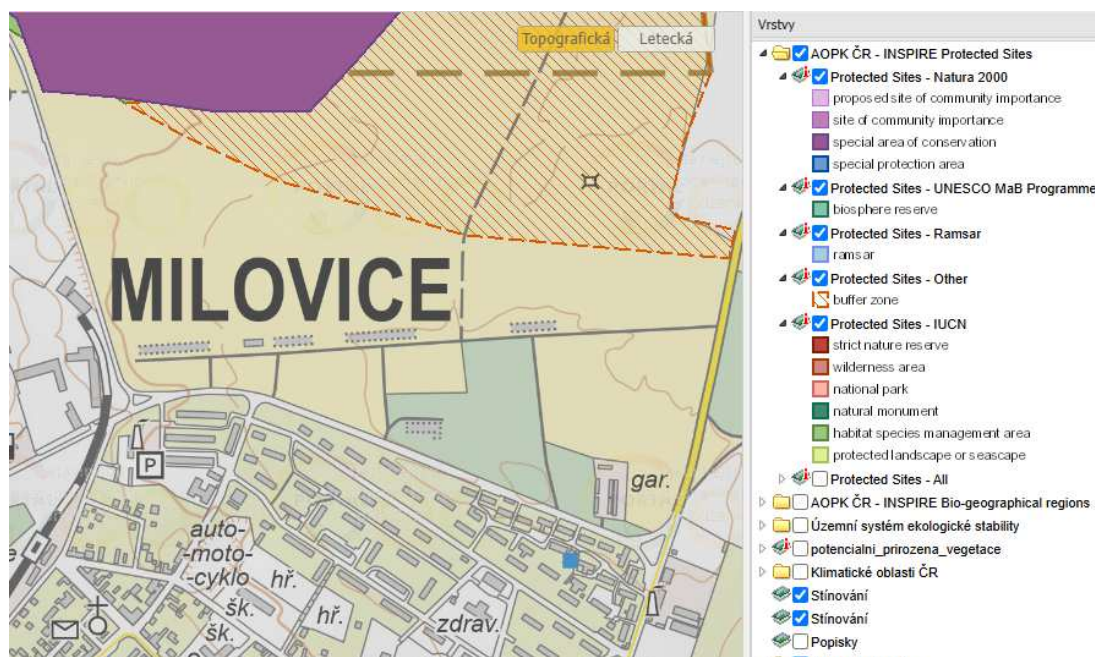 Topografická
Letecká
MILOVICE
P
gar.
auto-
-moto-
-cyklo
hř.
šk.
hř.
šk.
zdrav.
Vrstvy
AOPK ČR - INSPIRE Protected Sites
Protected Sites - Natura 2000
proposed site of community importance
site of community importance
special area of conservation
special protection area
Protected Sites - UNESCO MaB Programme
biosphere reserve
Protected Sites - Ramsar
ramsar
Protected Sites - Other
buffer zone
Protected Sites - IUCN
strict nature reserve
wilderness area
national park
natural monument
habitat species management area
protected landscape or seascape
Protected Sites - All
AOPK ČR - INSPIRE Bio-geographical regions
Územní systém ekologické stability
potencialni_prirozena_vegetace
Klimatické oblasti ČR
Stínování
Stínování
Popisky